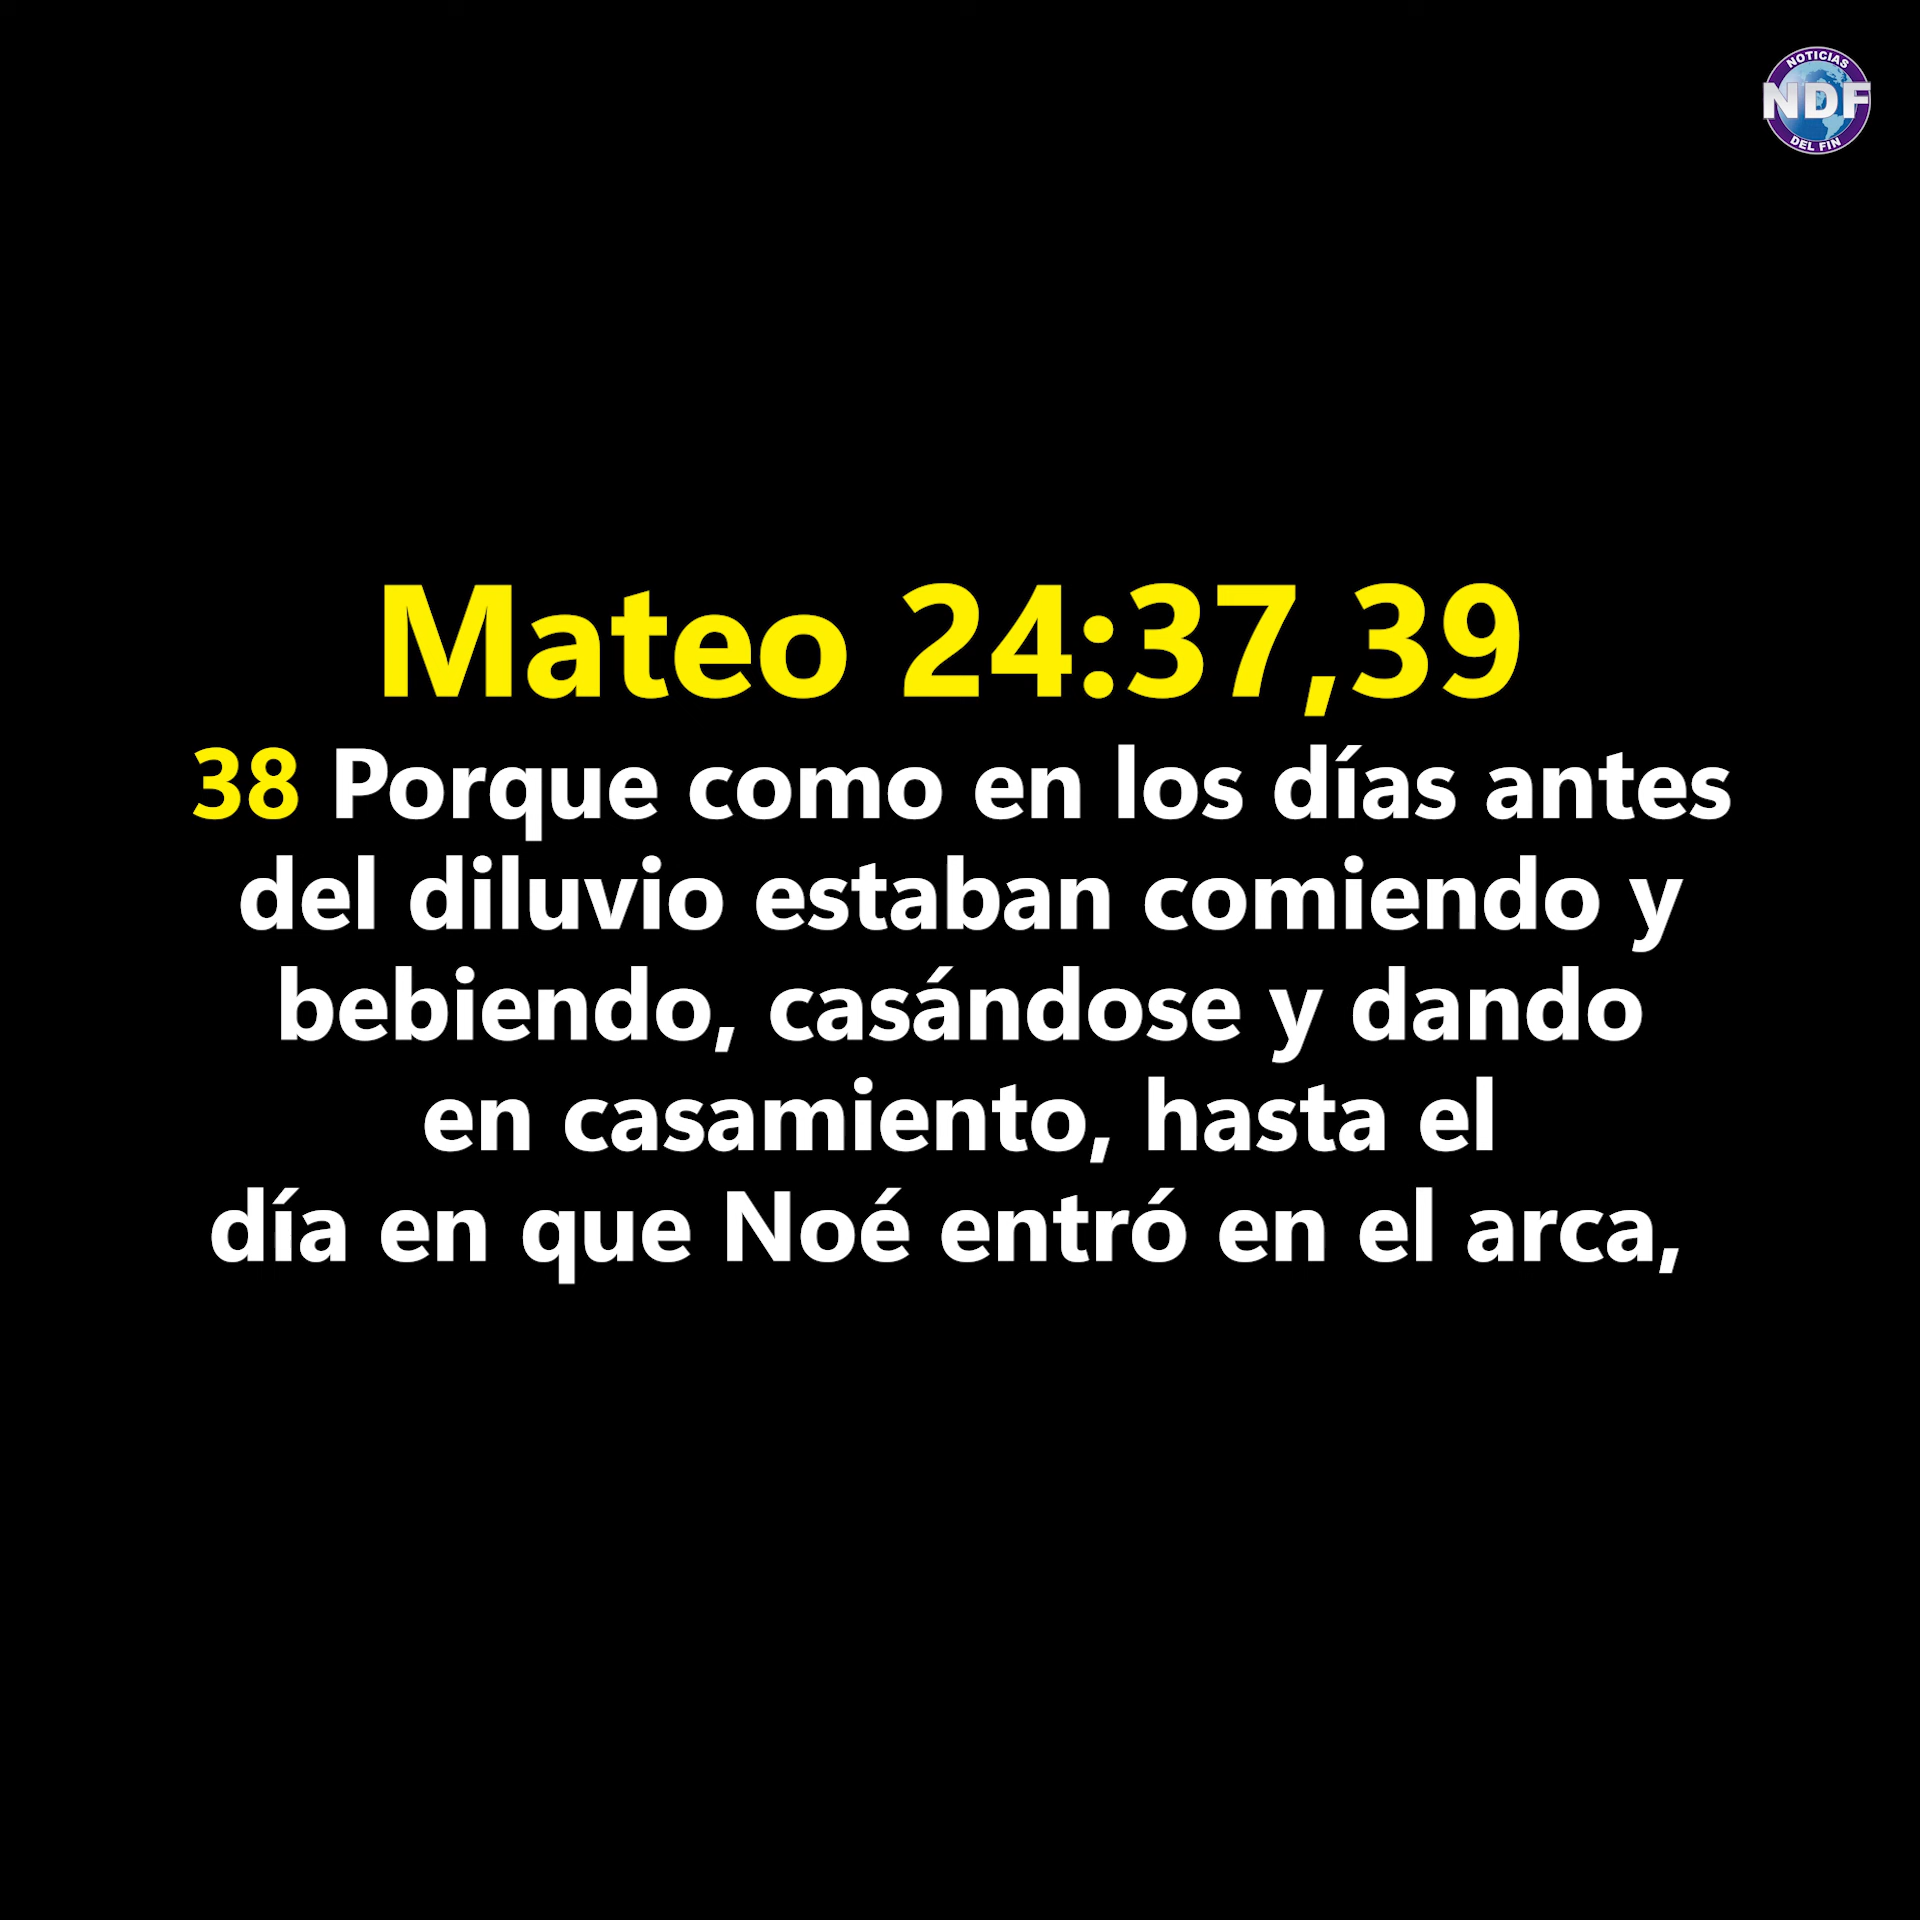 NOTICIAS
NDF
DEL FIN
Mateo 24:37,39
38 Porque como en los días antes
del diluvio estaban comiendo y
bebiendo, casándose y dando
en casamiento, hasta el
día en que Noé entró en el arca,